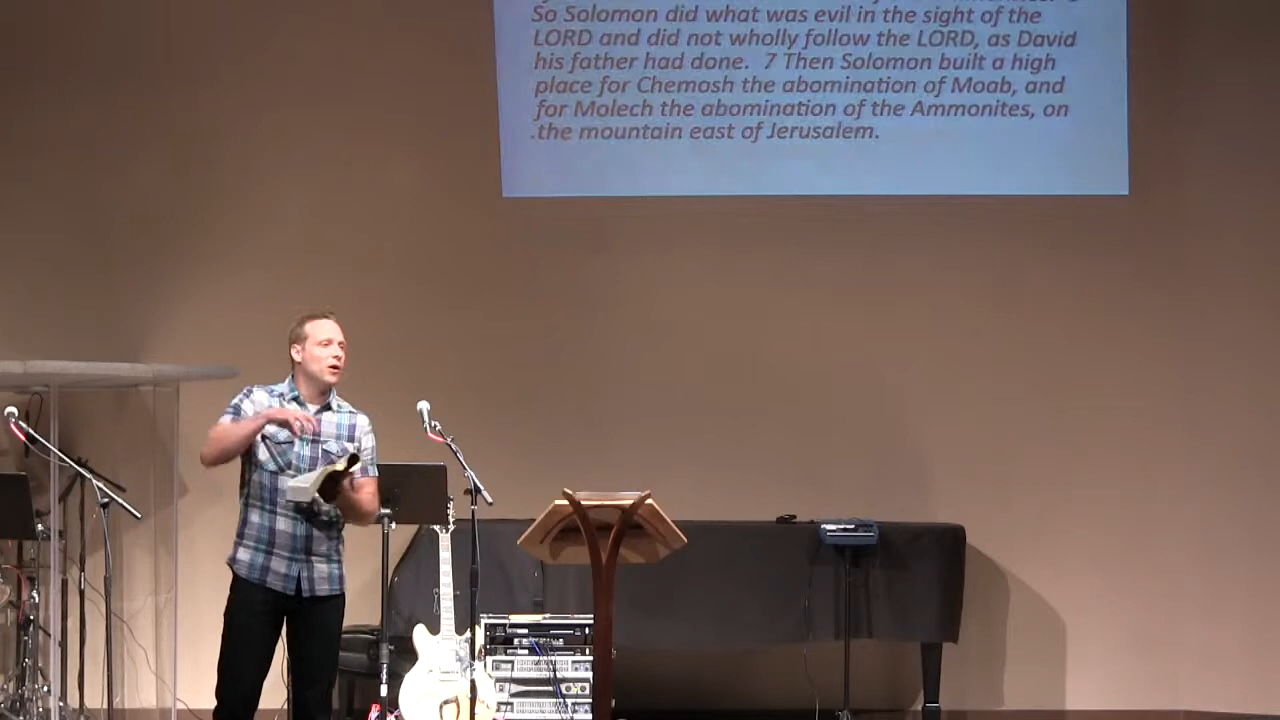 So Solomon did what was evil in the sight of the
LORD and did not wholly follow the LORD, as David
his father had done. 7 Then Solomon built a high
place for Chemosh the abomination of Moab, and
for Molech the abomination of the Ammonites, on
.the mountain east of Jerusalem.